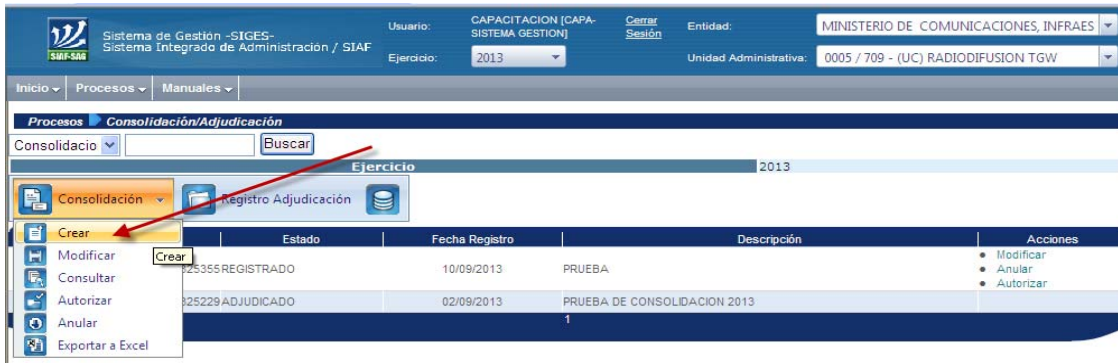 Sistema de Gestión -SIGES-
Sistema Integrado de Administración / SIAF
SIAF-SAG
Usuario: CAPACITACION [CAPA-SISTEMA GESTION] Cerrar Sesión
Entidad: MINISTERIO DE COMUNICACIONES, INFRAES
Ejercicio: 2013
Unidad Administrativa: 0005 / 709 - (UC) RADIODIFUSION TGW
Inicio Procesos Manuales
Procesos Consolidación/Adjudicación
Consolidacio Buscar
Ejercicio 2013
Consolidación Registro Adjudicación
Estado Fecha Registro Descripción Acciones
Crear
Modificar
Consultar
Autorizar
Anular
Exportar a Excel
Crear
325355 REGISTRADO 10/09/2013 PRUEBA
Modificar
Anular
Autorizar
325229 ADJUDICADO 02/09/2013 PRUEBA DE CONSOLIDACION 2013
1